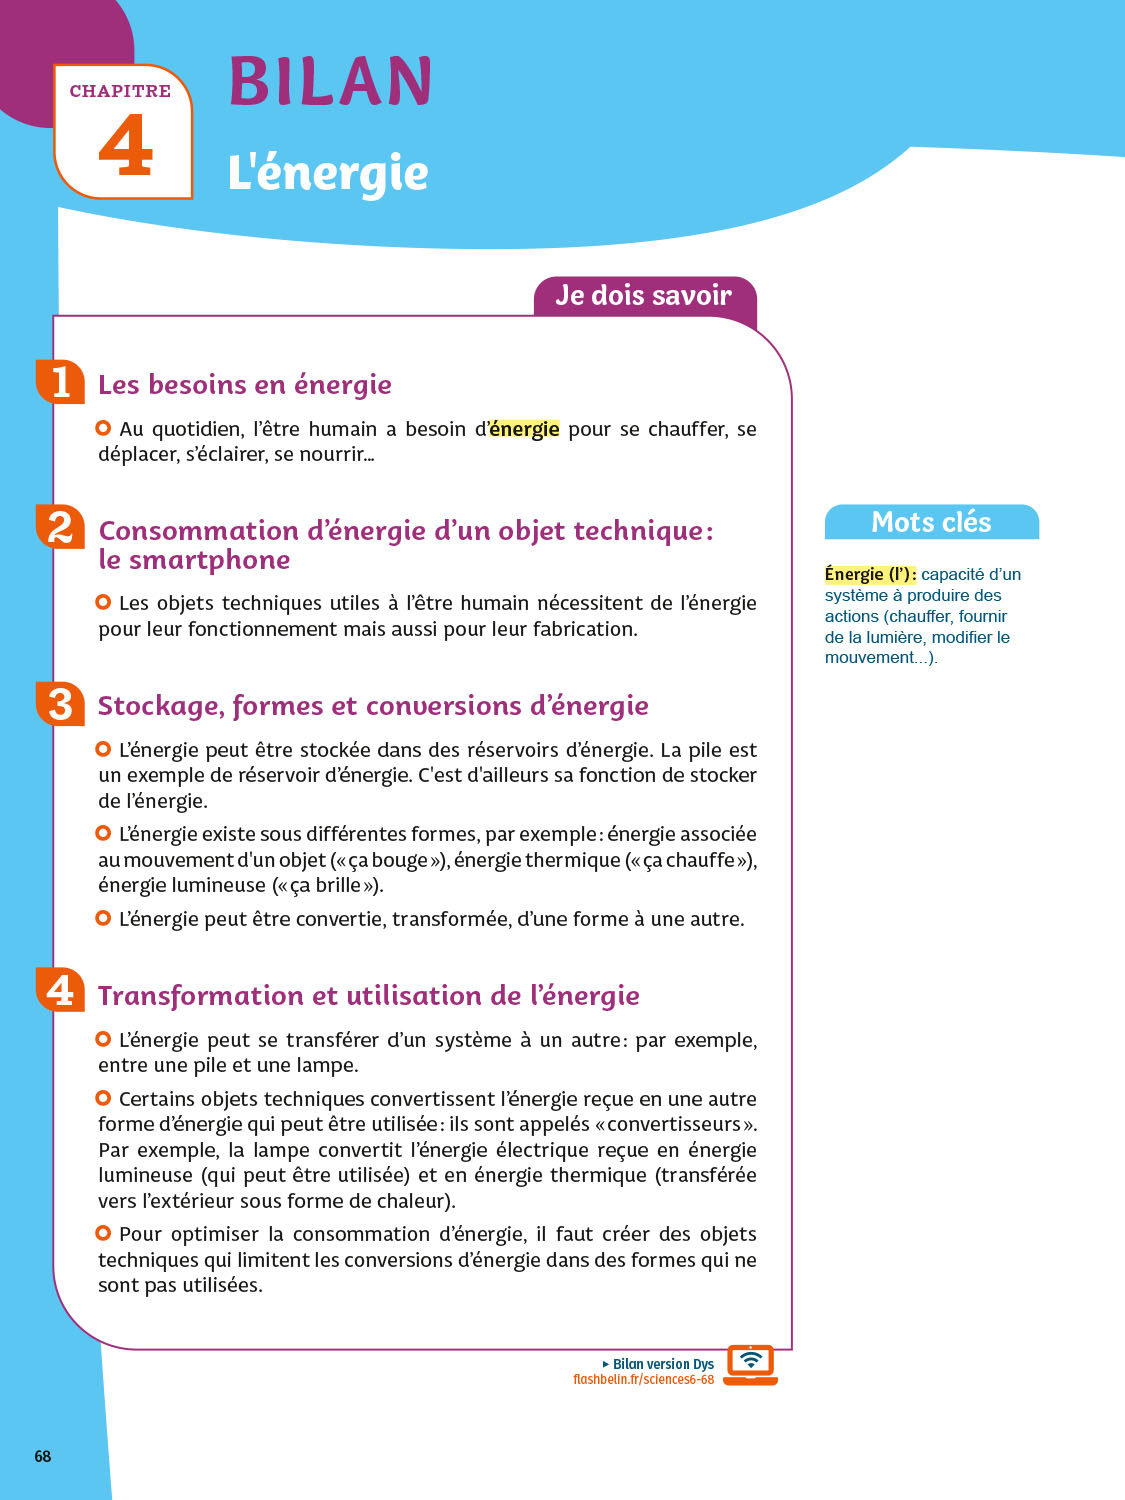 CHAPITRE
4
BILAN
L'énergie
Je dois savoir
1
Les besoins en énergie
Au quotidien, l’être humain a besoin d’énergie pour se chauffer, se
déplacer, s’éclairer, se nourrir...
2
Consommation d’énergie d’un objet technique :
le smartphone
Les objets techniques utiles à l’être humain nécessitent de l’énergie
pour leur fonctionnement mais aussi pour leur fabrication.
3
Stockage, formes et conversions d’énergie
L’énergie peut être stockée dans des réservoirs d’énergie. La pile est
un exemple de réservoir d’énergie. C'est d'ailleurs sa fonction de stocker
de l’énergie.
L’énergie existe sous différentes formes, par exemple : énergie associée
au mouvement d'un objet (« ça bouge »), énergie thermique (« ça chauffe »),
énergie lumineuse (« ça brille »).
L’énergie peut être convertie, transformée, d’une forme à une autre.
4
Transformation et utilisation de l’énergie
L’énergie peut se transférer d’un système à un autre : par exemple,
entre une pile et une lampe.
Certains objets techniques convertissent l’énergie reçue en une autre
forme d’énergie qui peut être utilisée : ils sont appelés « convertisseurs ».
Par exemple, la lampe convertit l’énergie électrique reçue en énergie
lumineuse (qui peut être utilisée) et en énergie thermique (transférée
vers l’extérieur sous forme de chaleur).
Pour optimiser la consommation d’énergie, il faut créer des objets
techniques qui limitent les conversions d’énergie dans des formes qui ne
sont pas utilisées.
Mots clés
Énergie (l’) : capacité d’un
système à produire des
actions (chauffer, fournir
de la lumière, modifier le
mouvement...).
▸ Bilan version Dys
flashbelin.fr/sciences6-68
68